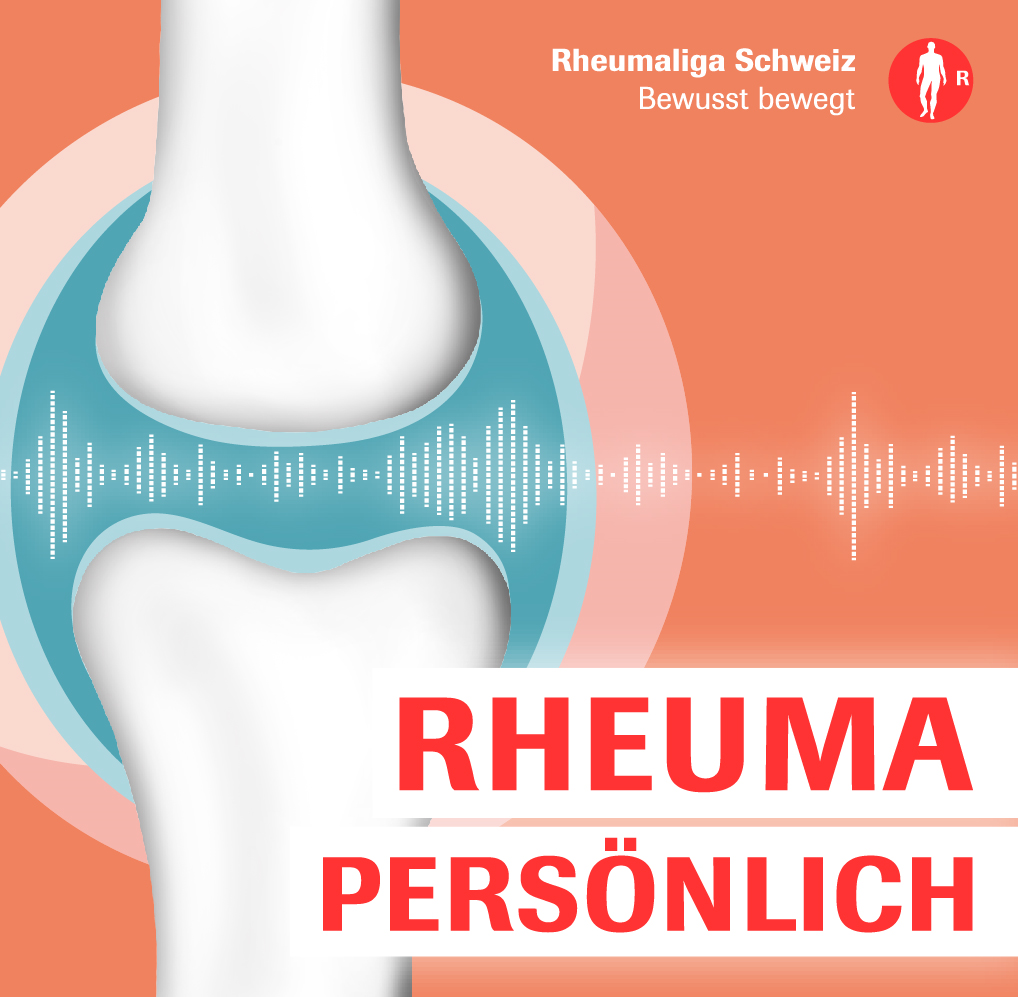 Rheumaliga Schweiz
Bewusst bewegt
R
RHEUMA
PERSÖNLICH